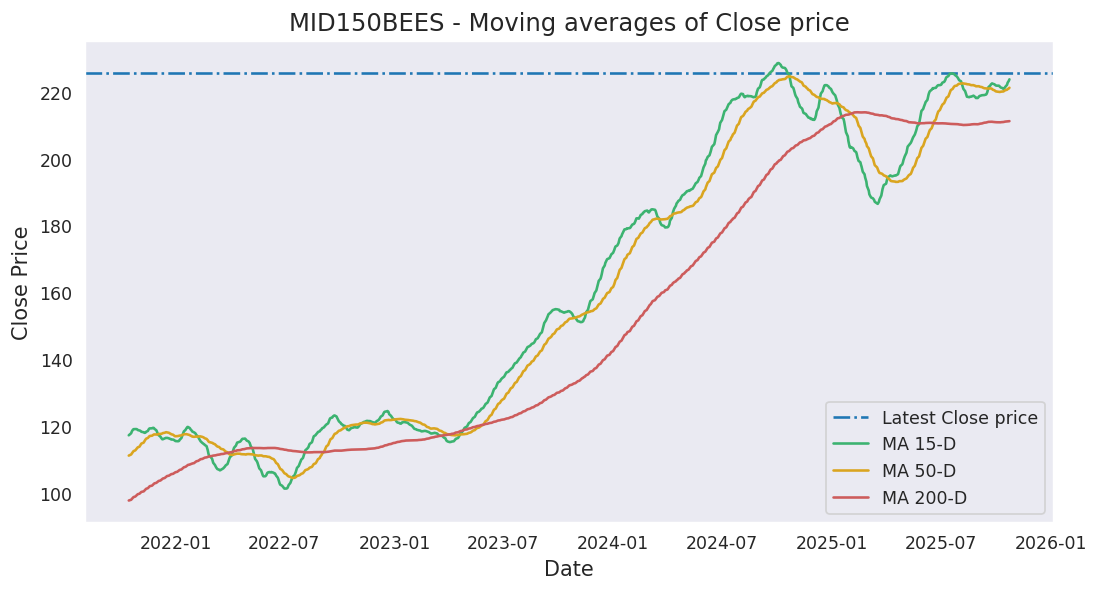 MID150BEES - Moving averages of Close price
Close Price
220
200
180
160
140
120
100
Latest Close price
MA 15-D
MA 50-D
MA 200-D
2022-01 2022-07 2023-01 2023-07 2024-01 2024-07 2025-01 2025-07 2026-01
Date